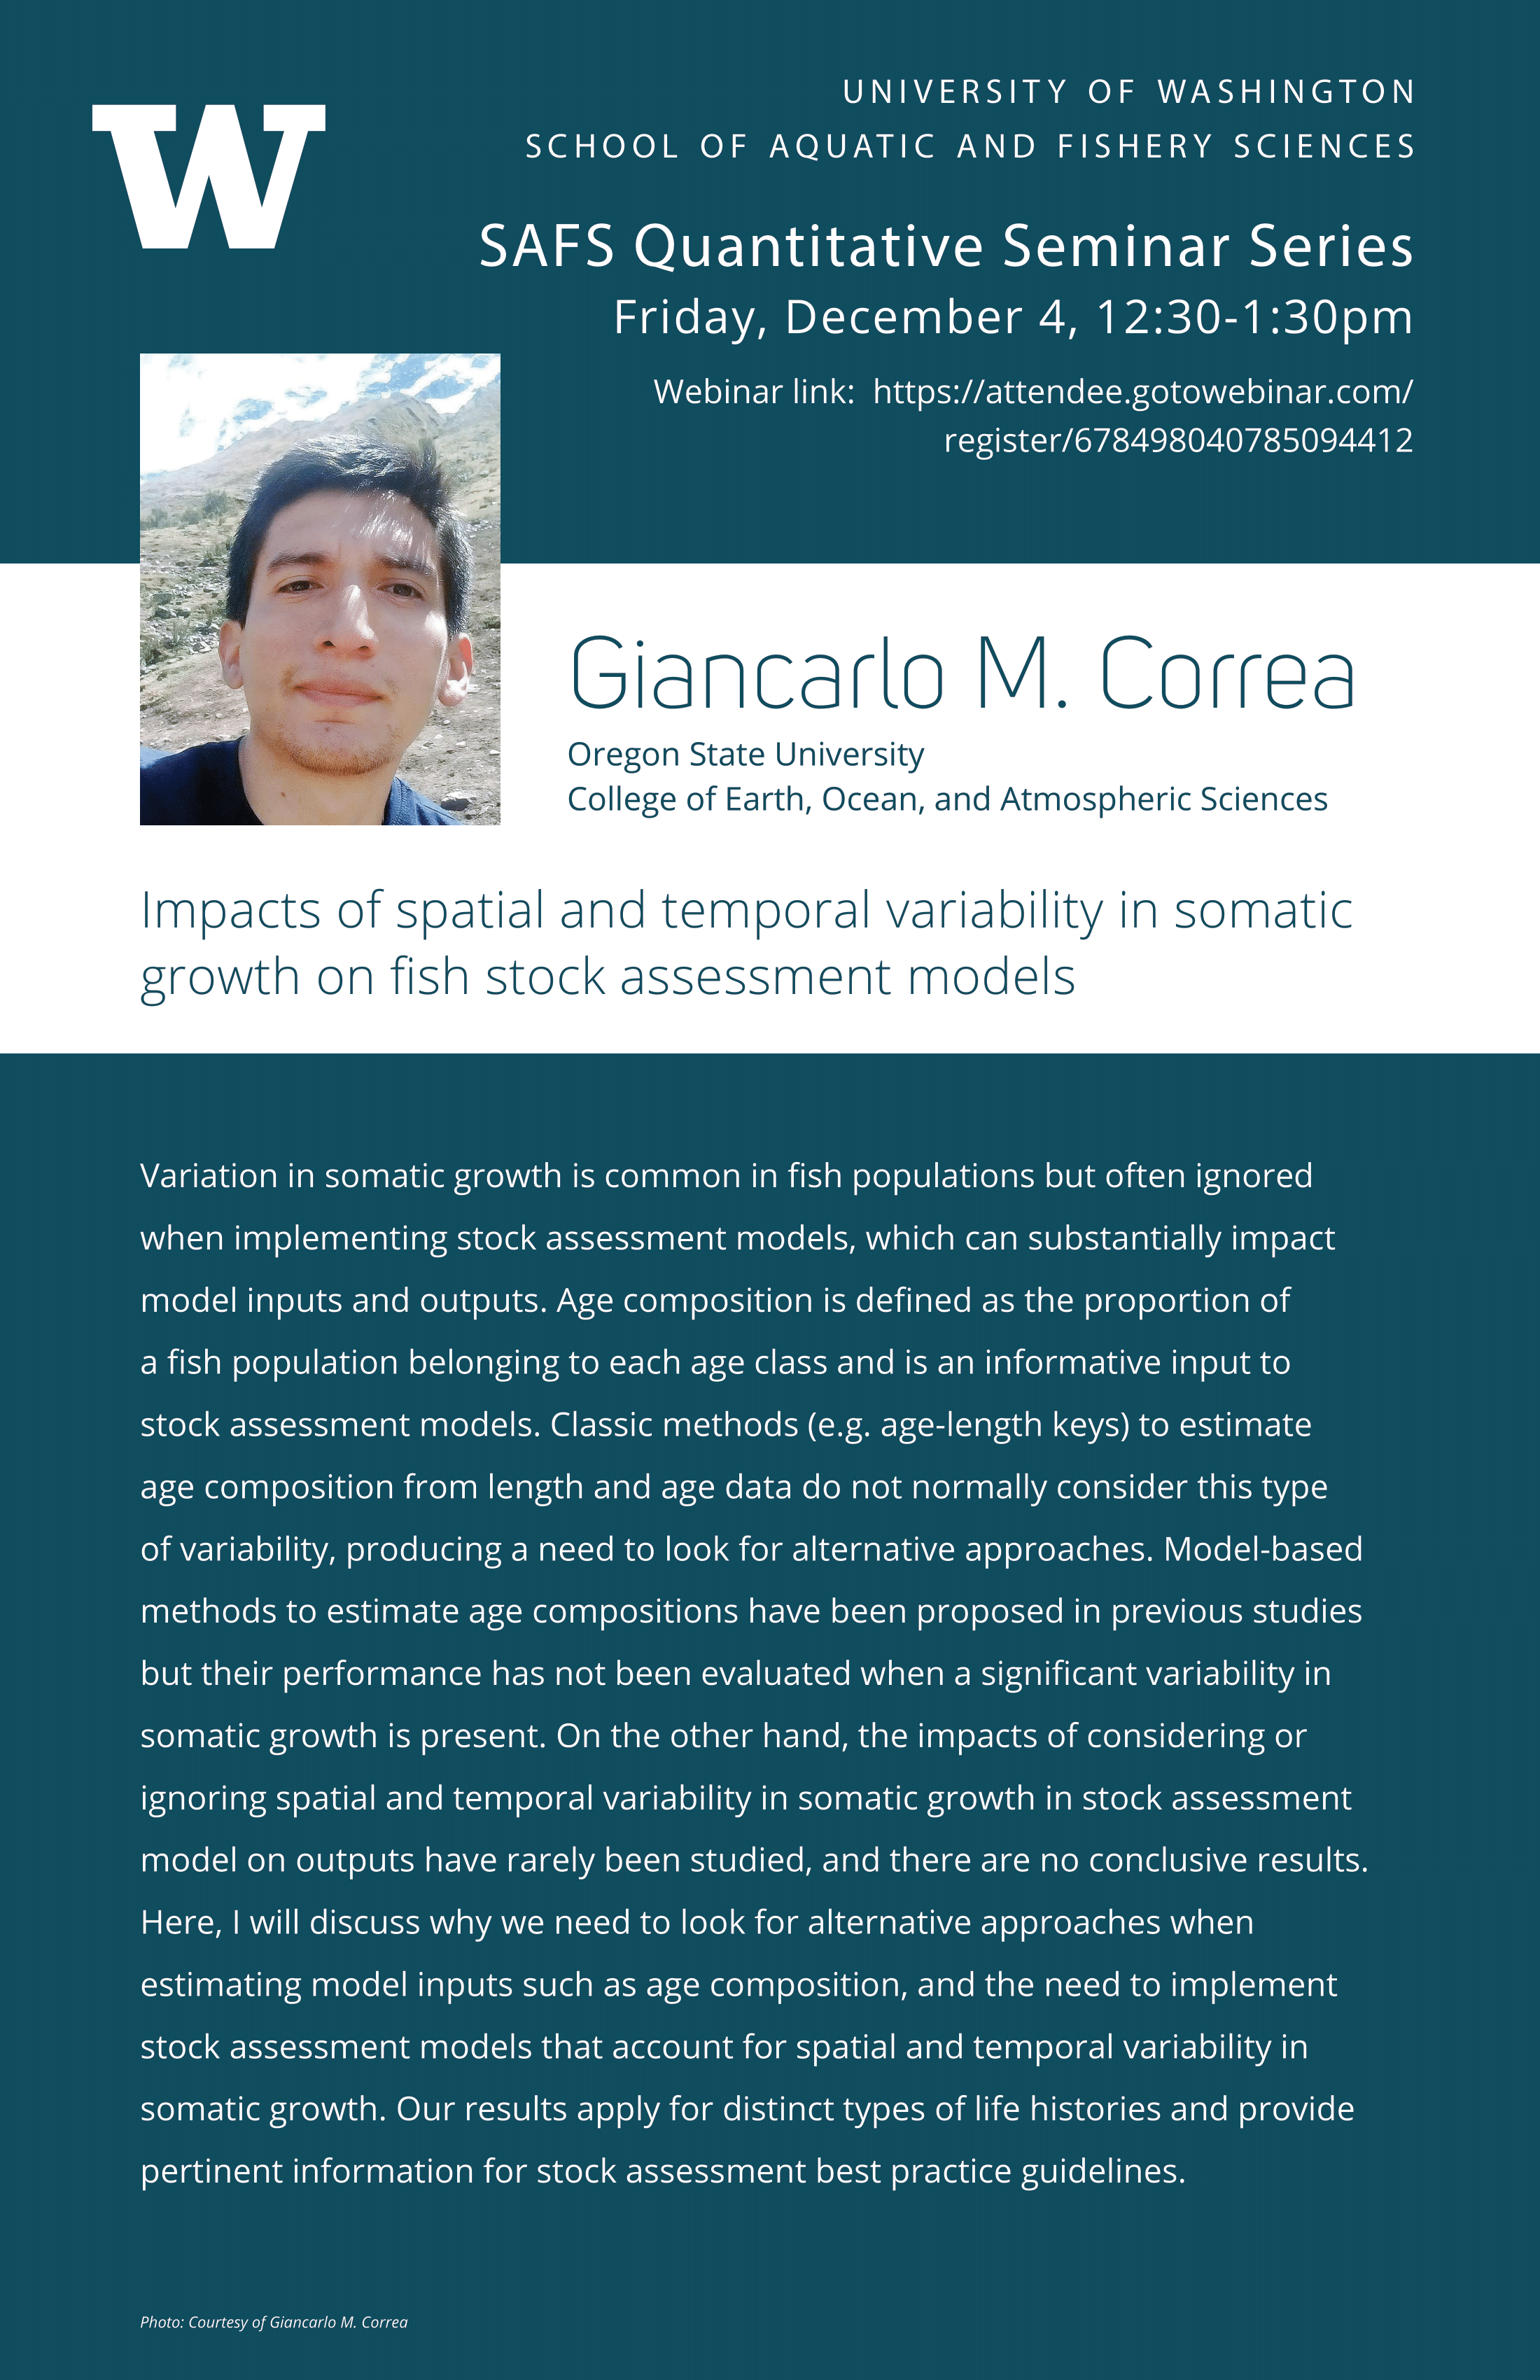 W
UNIVERSITY OF WASHINGTON
SCHOOL OF AQUATIC AND FISHERY SCIENCES
SAFS Quantitative Seminar Series
Friday, December 4, 12:30-1:30pm
Webinar link:  https://attendee.gotowebinar.com/
register/678498040785094412
Giancarlo M. Correa
Oregon State University
College of Earth, Ocean, and Atmospheric Sciences
Impacts of spatial and temporal variability in somatic
growth on fish stock assessment models
Variation in somatic growth is common in fish populations but often ignored
when implementing stock assessment models, which can substantially impact
model inputs and outputs. Age composition is defined as the proportion of
a fish population belonging to each age class and is an informative input to
stock assessment models. Classic methods (e.g. age-length keys) to estimate
age composition from length and age data do not normally consider this type
of variability, producing a need to look for alternative approaches. Model-based
methods to estimate age compositions have been proposed in previous studies
but their performance has not been evaluated when a significant variability in
somatic growth is present. On the other hand, the impacts of considering or
ignoring spatial and temporal variability in somatic growth in stock assessment
model on outputs have rarely been studied, and there are no conclusive results.
Here, I will discuss why we need to look for alternative approaches when
estimating model inputs such as age composition, and the need to implement
stock assessment models that account for spatial and temporal variability in
somatic growth. Our results apply for distinct types of life histories and provide
pertinent information for stock assessment best practice guidelines.
Photo: Courtesy of Giancarlo M. Correa